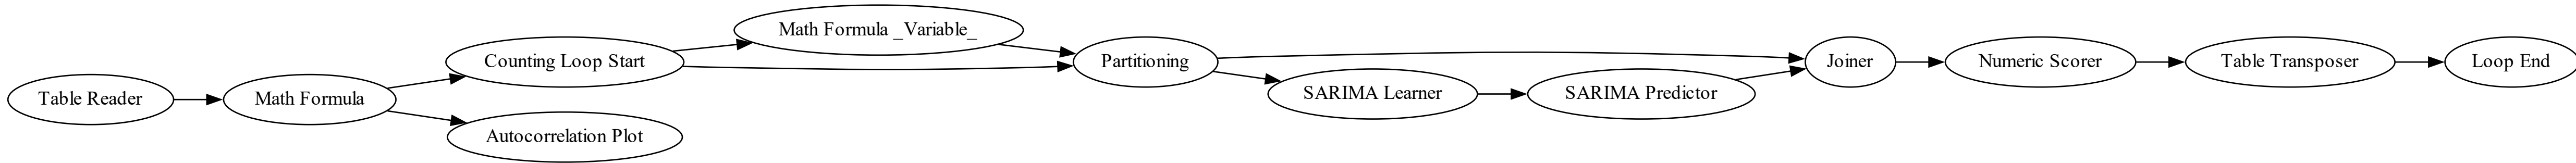 Table Reader
Math Formula
Counting Loop Start
Autocorrelation Plot
Math Formula _Variable_
Partitioning
SARIMA Learner
SARIMA Predictor
Joiner
Numeric Scorer
Table Transposer
Loop End